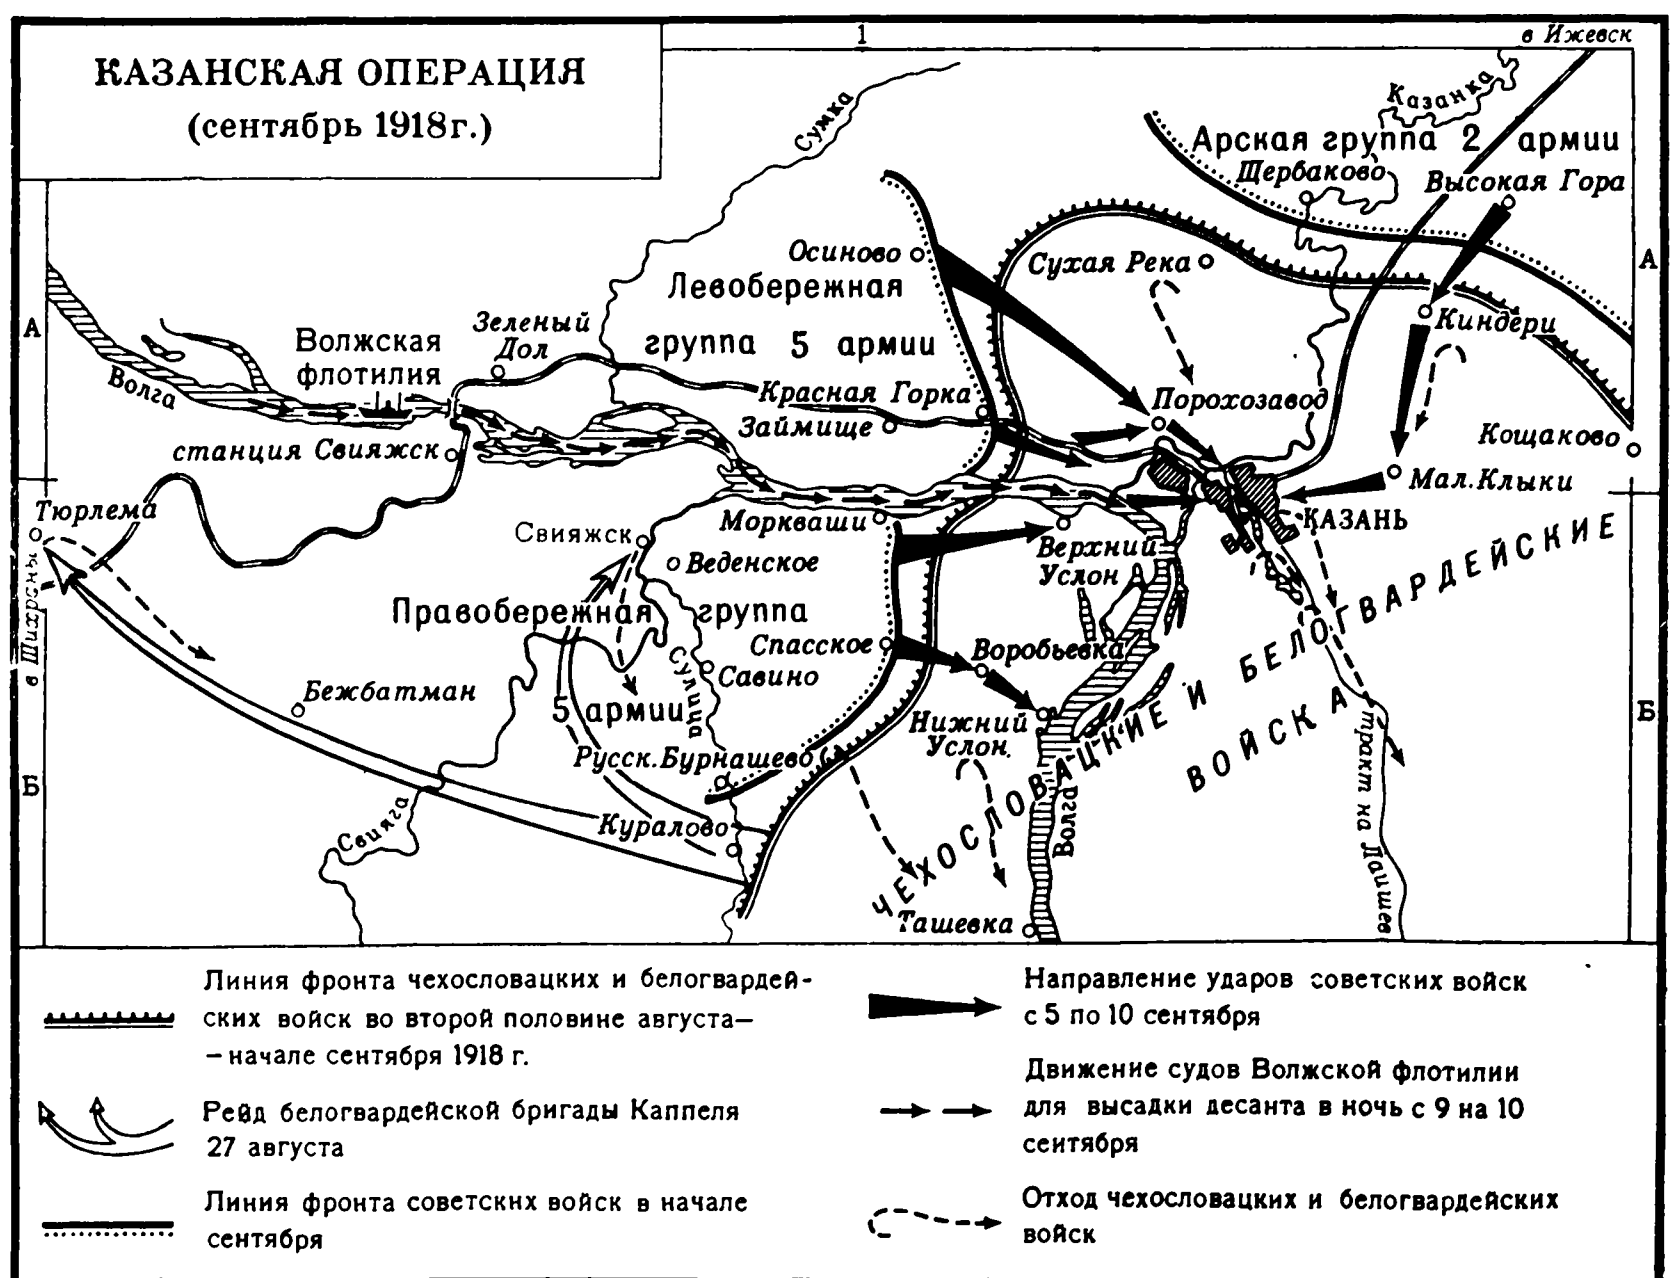 1
в Ижевск
КАЗАНСКАЯ ОПЕРАЦИЯ
(сентябрь 1918г.)
Сумка
Казанка
Арская группа 2 армии
Щербаково
Высокая Гора
Осиново
Сухая Река
А
Левобережная
группа 5 армии
Зеленый
Дол
Киндери
А
Волжская
флотилия
Волга
Красная Горка
Займище
Порохозавод
Кощаково
станция Свияжск
Мал.Клыки
Тюрлема
Моркваши
КАЗАНЬ
Свияжск
Веденское
Верхний
Услон
в Шихраны
Правобережная группа
5 армии
Спасское
Воробьевка
Сулица
Савино
Бежбатман
Нижний
Услон
Б
Русск.Бурнашево
Б
Свияга
Куралово
Волга
ЧЕХОСЛОВАЦКИЕ И БЕЛОГВАРДЕЙСКИЕ
ВОЙСКА
тракт на Лаишев
Ташевка
Линия фронта чехословацких и белогвардей-
ских войск во второй половине августа—
—начале сентября 1918 г.
Рейд белогвардейской бригады Каппеля
27 августа
Линия фронта советских войск в начале
сентября
Направление ударов советских войск
с 5 по 10 сентября
Движение судов Волжской флотилии
для высадки десанта в ночь с 9 на 10
сентября
Отход чехословацких и белогвардейских
войск